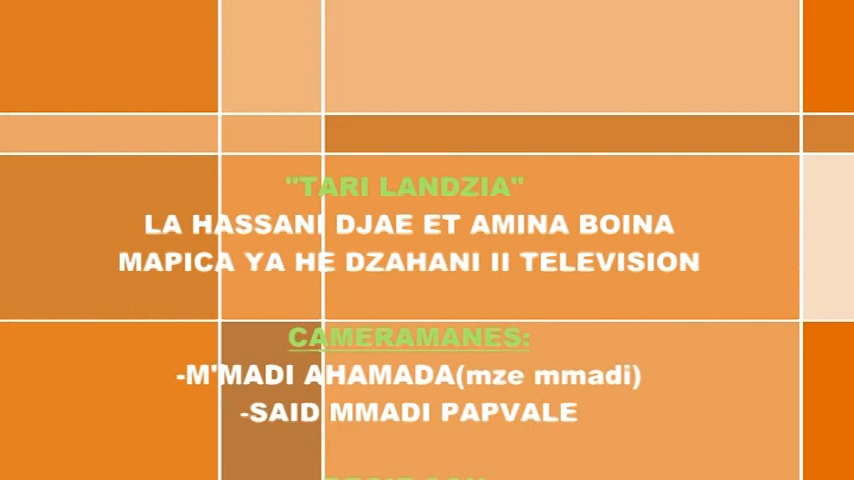 "TARI LANDZIA"
LA HASSANI DJAE ET AMINA BOINA
MAPICA YA HE DZAHANI II TELEVISION
CAMERAMANES:
-M'MADI AHAMADA(mze mmadi)
-SAID MMADI PAPVALE